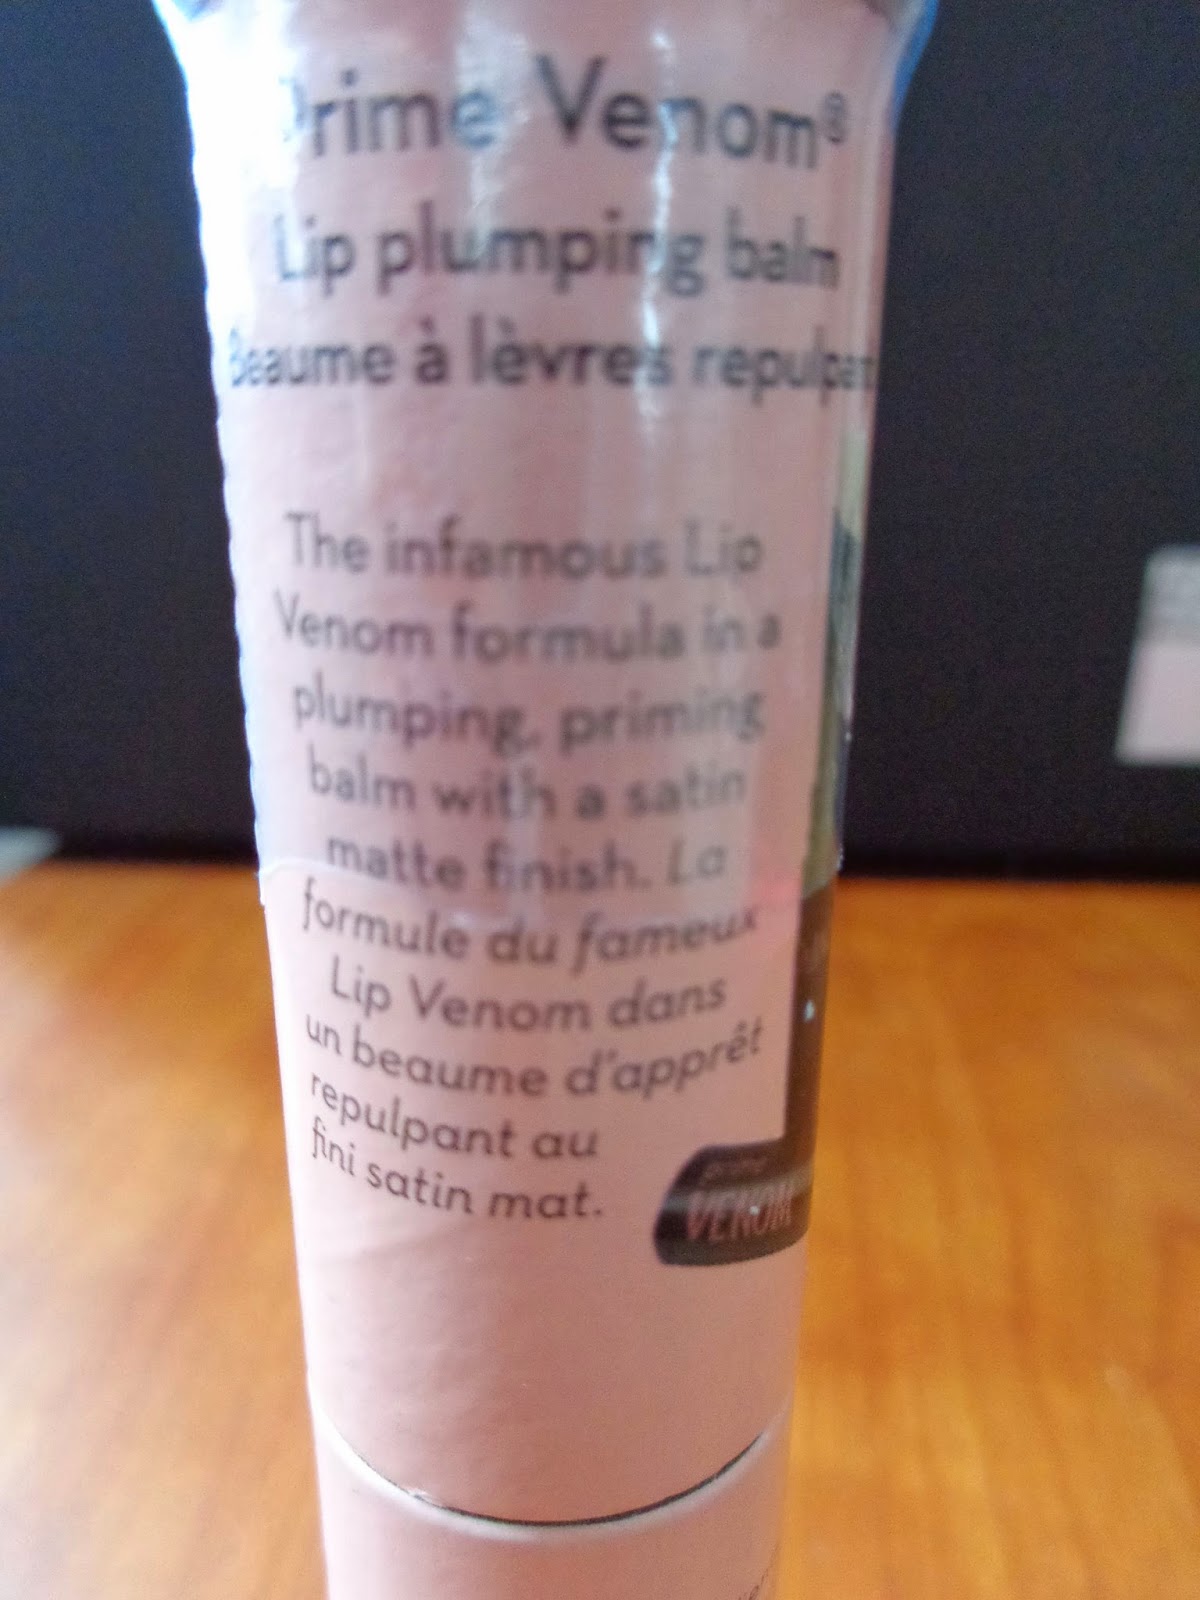 Prime Venom®
Lip plumping balm
Beaume à lèvres repulpant
The infamous Lip
Venom formula in a
plumping, priming
balm with a satin
matte finish. La
formule du fameux
Lip Venom dans
un beaume d'apprêt
repulpant au
fini satin mat.
VENOM